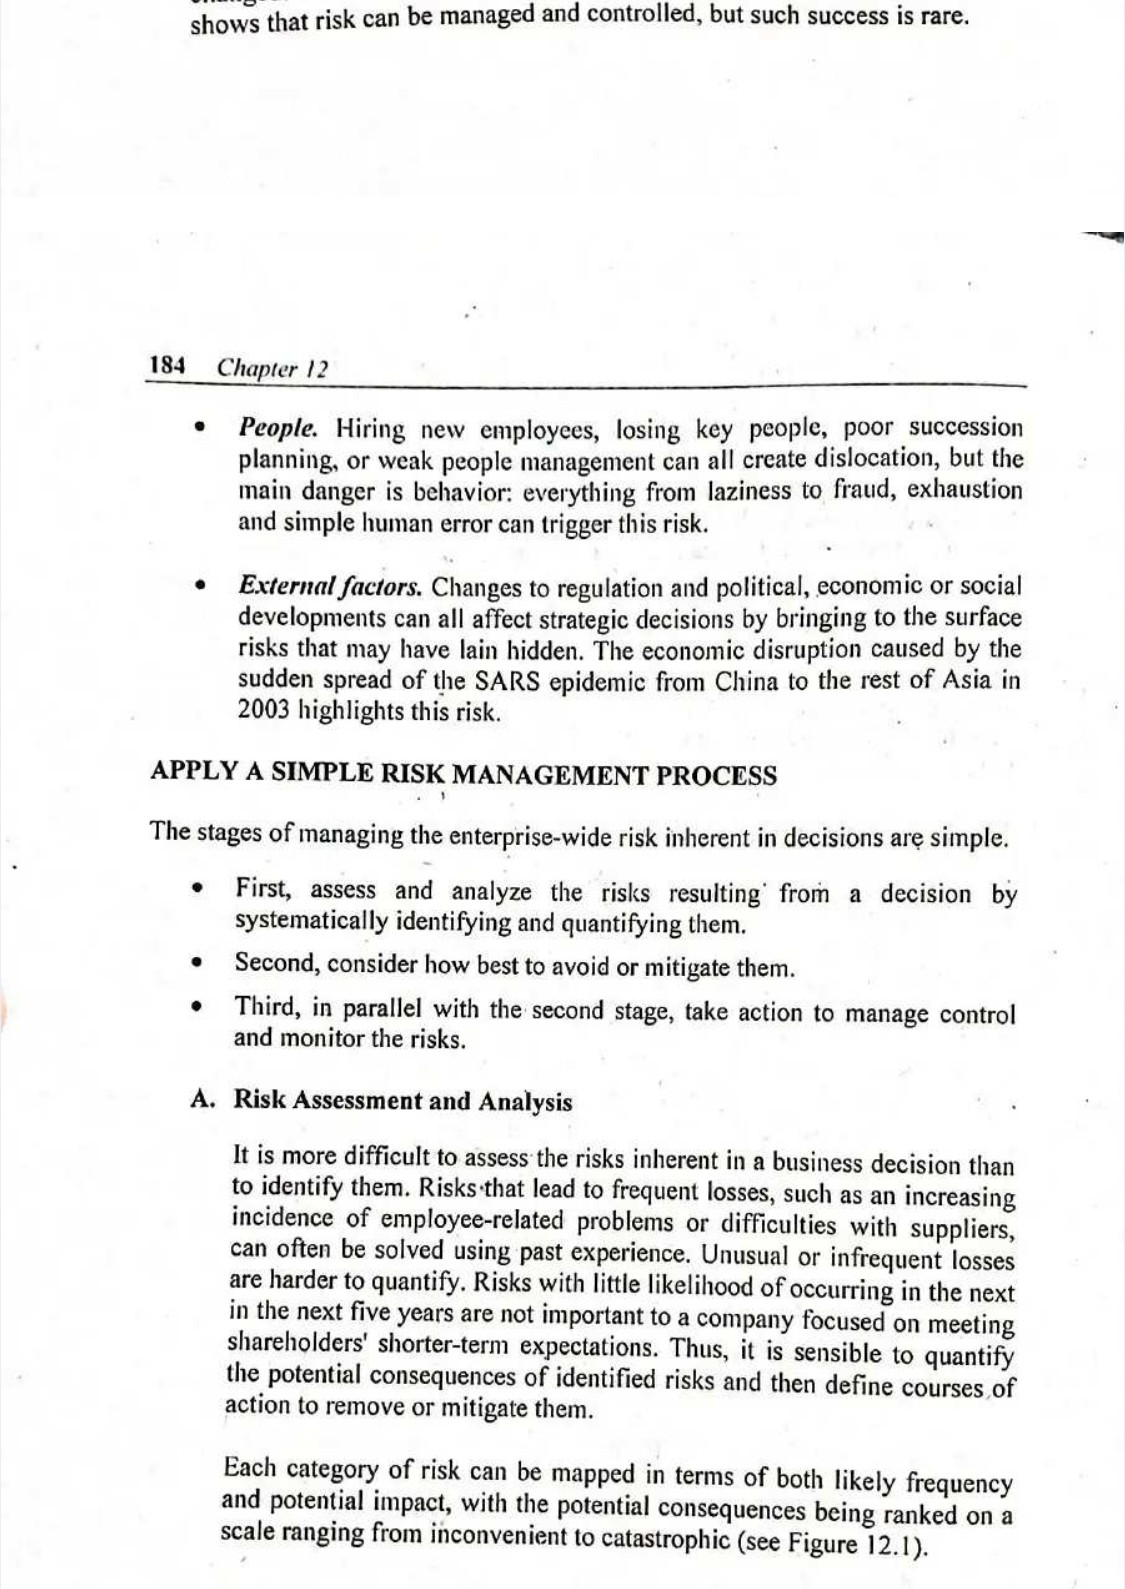 shows that risk can be managed and controlled, but such success is rare.
184 Chapter 12
• People. Hiring new employees, losing key people, poor succession
planning, or weak people management can all create dislocation, but the
main danger is behavior: everything from laziness to fraud, exhaustion
and simple human error can trigger this risk.
• External factors. Changes to regulation and political, economic or social
developments can all affect strategic decisions by bringing to the surface
risks that may have lain hidden. The economic disruption caused by the
sudden spread of the SARS epidemic from China to the rest of Asia in
2003 highlights this risk.
APPLY A SIMPLE RISK MANAGEMENT PROCESS
The stages of managing the enterprise-wide risk inherent in decisions are simple.
• First, assess and analyze the risks resulting from a decision by
systematically identifying and quantifying them.
• Second, consider how best to avoid or mitigate them.
• Third, in parallel with the second stage, take action to manage control
and monitor the risks.
A. Risk Assessment and Analysis
It is more difficult to assess the risks inherent in a business decision than
to identify them. Risks that lead to frequent losses, such as an increasing
incidence of employee-related problems or difficulties with suppliers,
can often be solved using past experience. Unusual or infrequent losses
are harder to quantify. Risks with little likelihood of occurring in the next
in the next five years are not important to a company focused on meeting
shareholders' shorter-term expectations. Thus, it is sensible to quantify
the potential consequences of identified risks and then define courses of
action to remove or mitigate them.
Each category of risk can be mapped in terms of both likely frequency
and potential impact, with the potential consequences being ranked on a
scale ranging from inconvenient to catastrophic (see Figure 12.1).